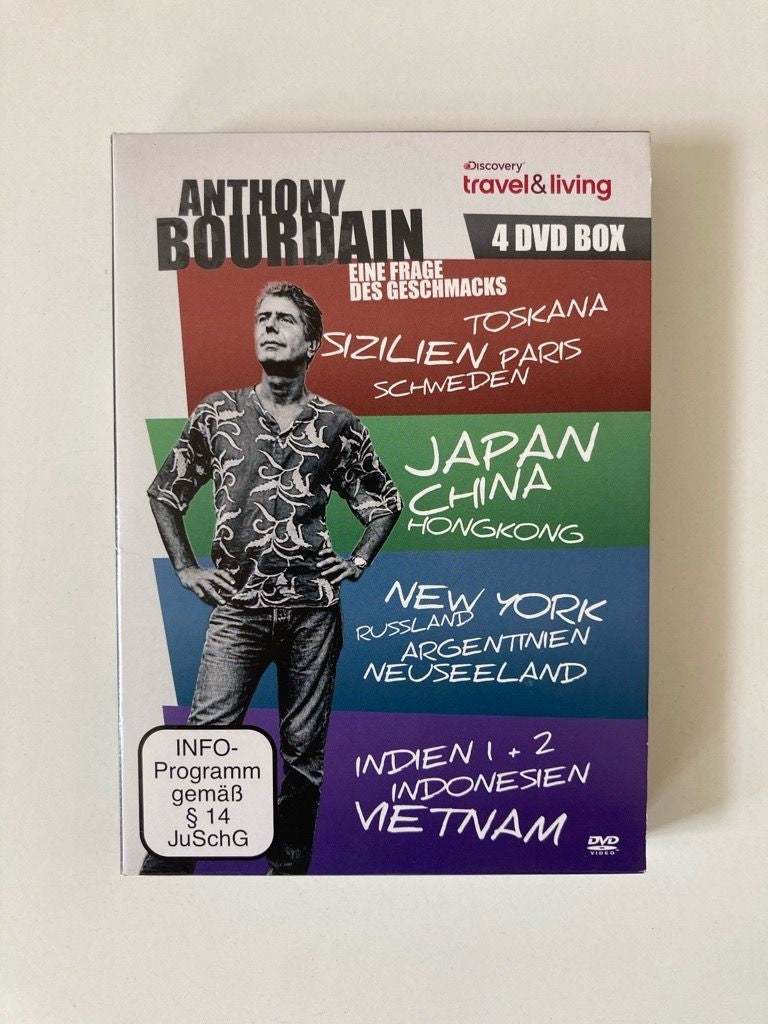 Discovery
travel&living
ANTHONY
BOURDAIN
4 DVD BOX
EINE FRAGE
DES GESCHMACKS
TOSKANA
SIZILIEN PARIS
SCHWEDEN
JAPAN
CHINA
HONGKONG
NEW YORK
RUSSLAND
ARGENTINIEN
NEUSEELAND
INDIEN 1 + 2
INDONESIEN
VIETNAM
INFO-
Programm
gemäß
§ 14
JuSchG
DVD
VIDEO